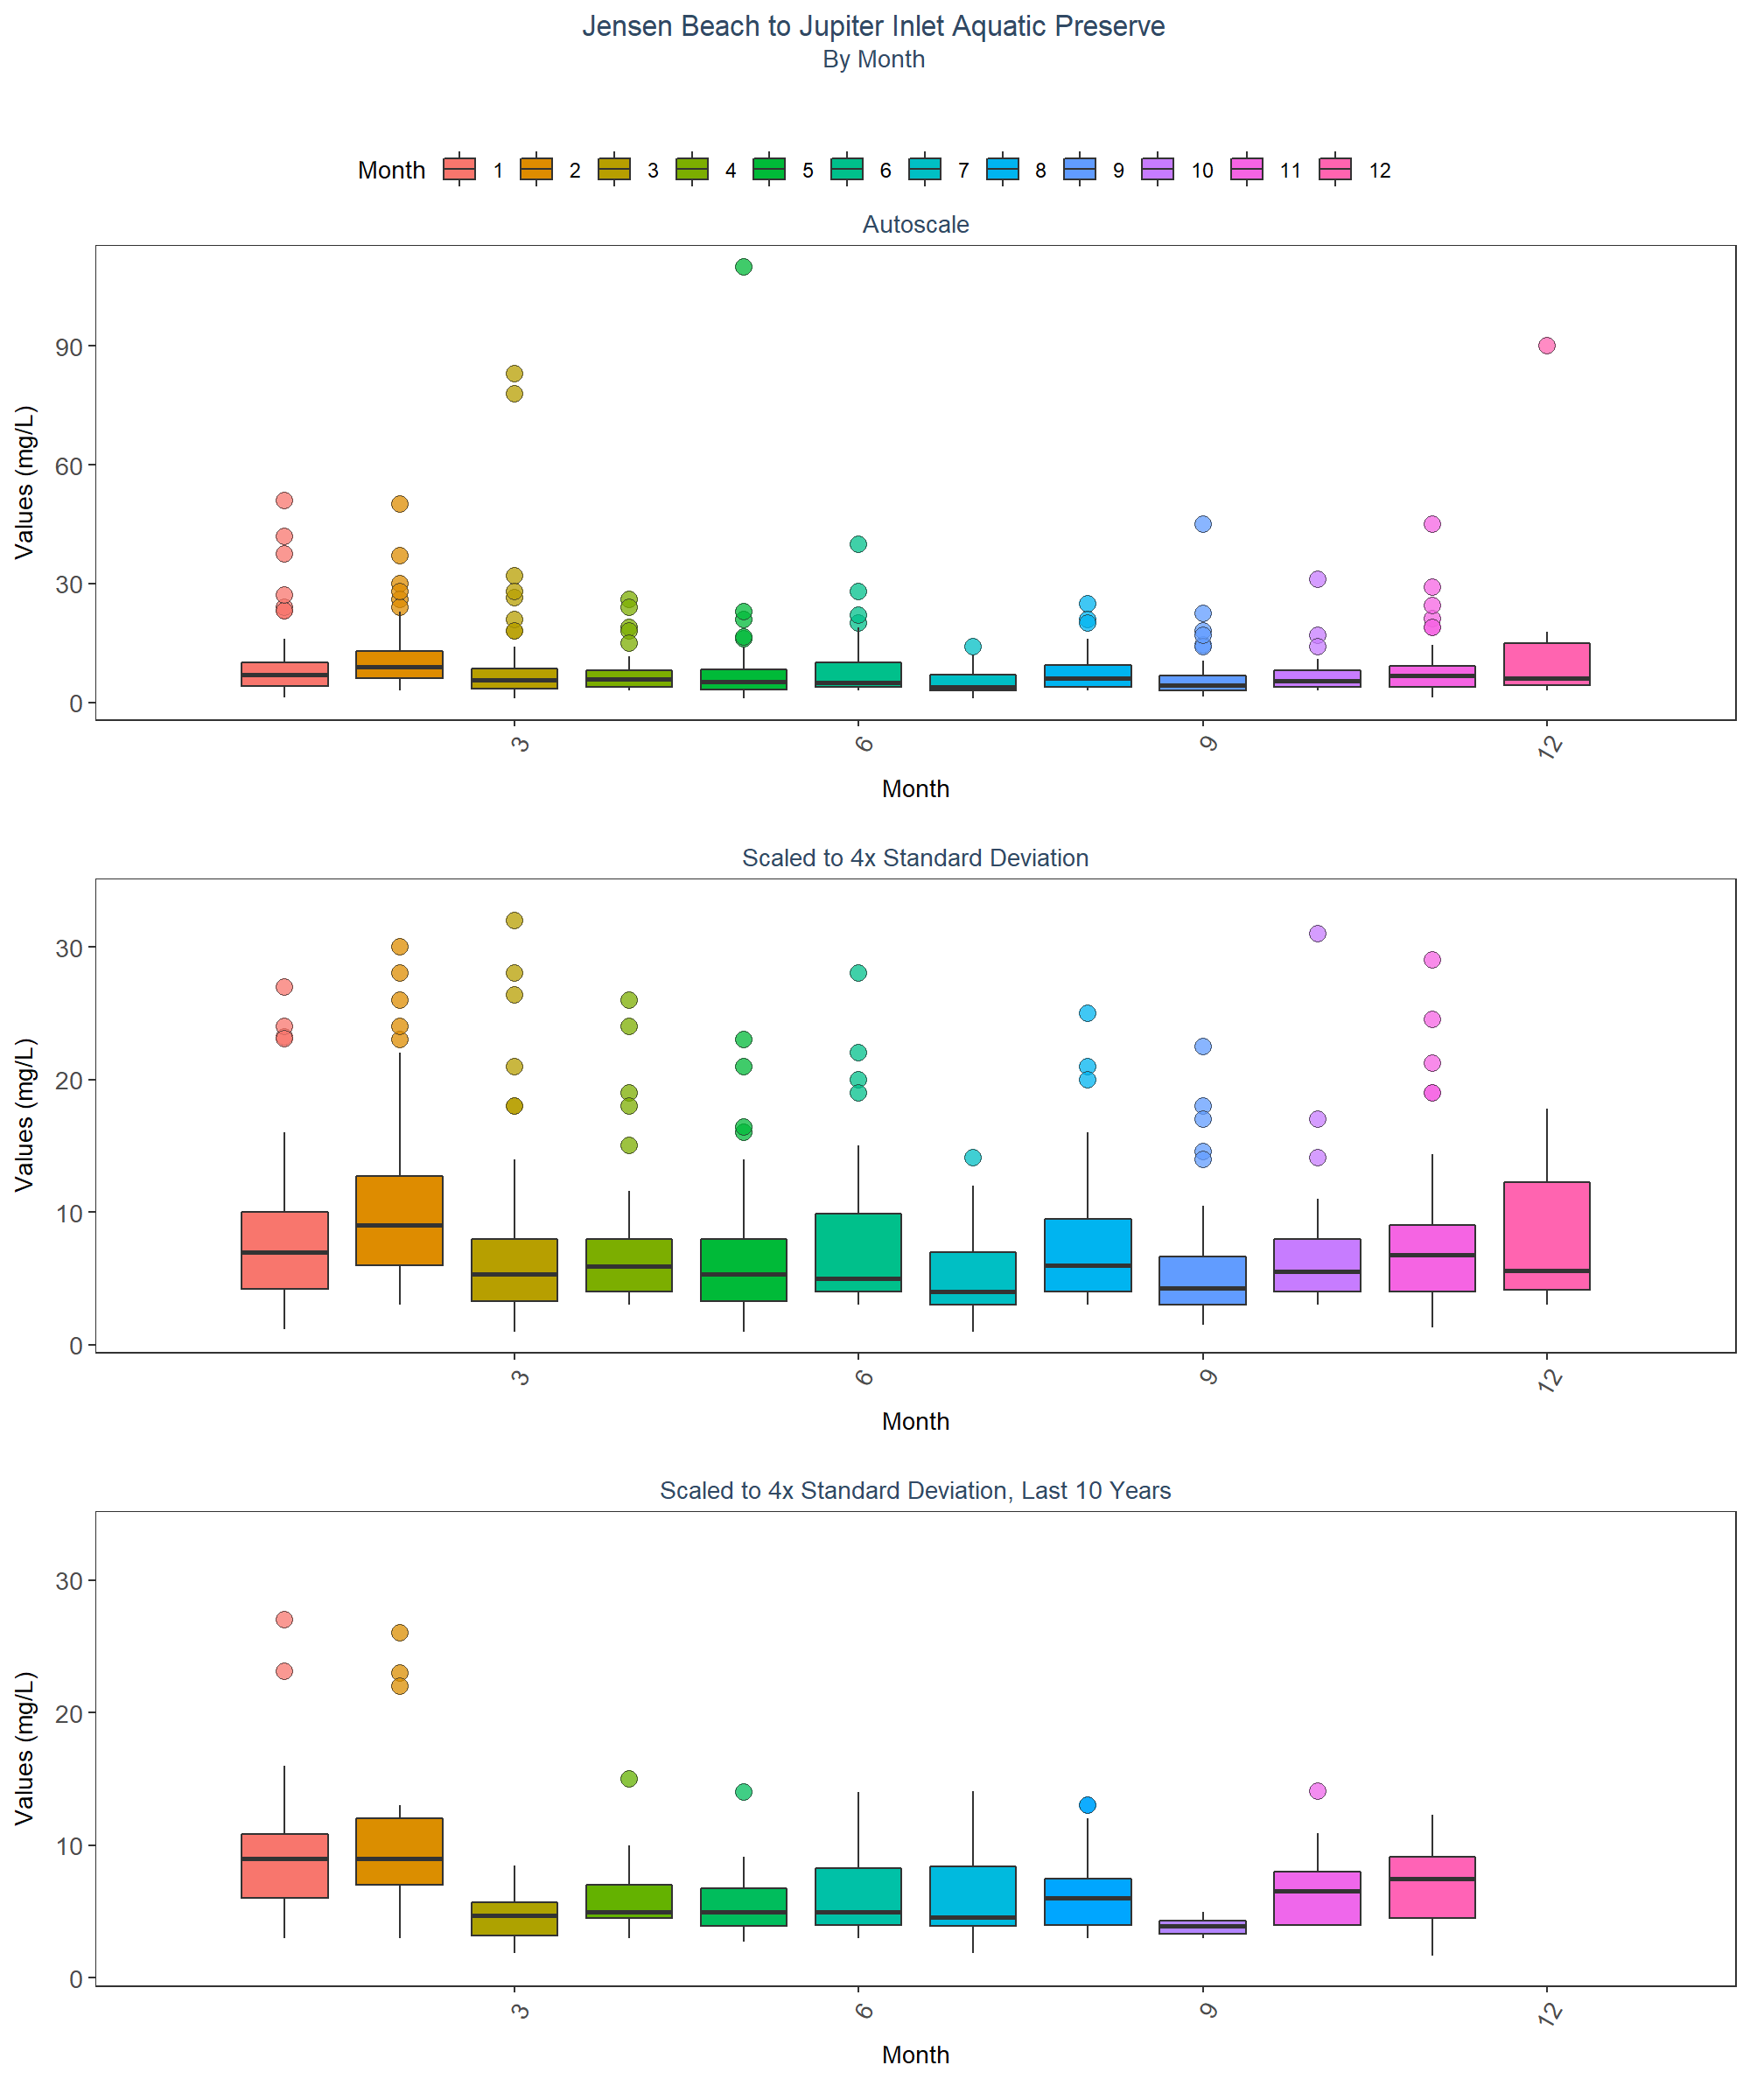 Jensen Beach to Jupiter Inlet Aquatic Preserve
By Month
Month 1 2 3 4 5 6 7 8 9 10 11 12
Autoscale
Values (mg/L)
90
60
30
0
3 6 9 12
Month
Scaled to 4x Standard Deviation
Values (mg/L)
30
20
10
0
3 6 9 12
Month
Scaled to 4x Standard Deviation, Last 10 Years
Values (mg/L)
30
20
10
0
3 6 9 12
Month